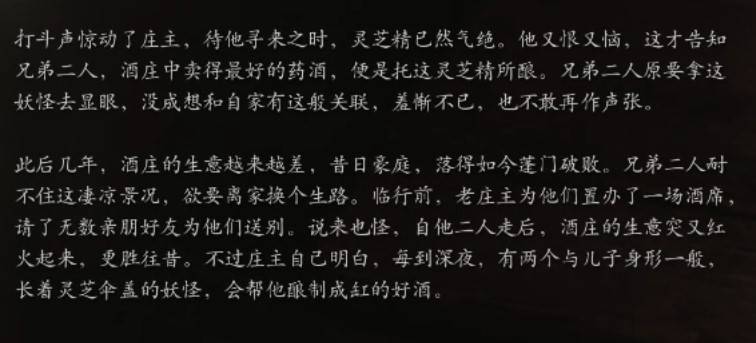 打斗声惊动了庄主，待他寻来之时，灵芝精已然气绝。他又恨又恼，这才告知
兄弟二人，酒庄中卖得最好的药酒，便是托这灵芝精所酿。兄弟二人原要拿这
妖怪去显眼，没成想和自家有这般关联，羞惭不已，也不敢再作声张。
此后几年，酒庄的生意越来越差，昔日豪庭，落得如今蓬门破败。兄弟二人耐
不住这凄凉景况，欲要离家换个生路。临行前，老庄主为他们置办了一场酒席，
请了无数亲朋好友为他们送别。说来也怪，自他二人走后，酒庄的生意突又红
火起来，更胜往昔。不过庄主自己明白，每到深夜，有两个与儿子身形一般，
长着灵芝伞盖的妖怪，会帮他酿制成缸的好酒。